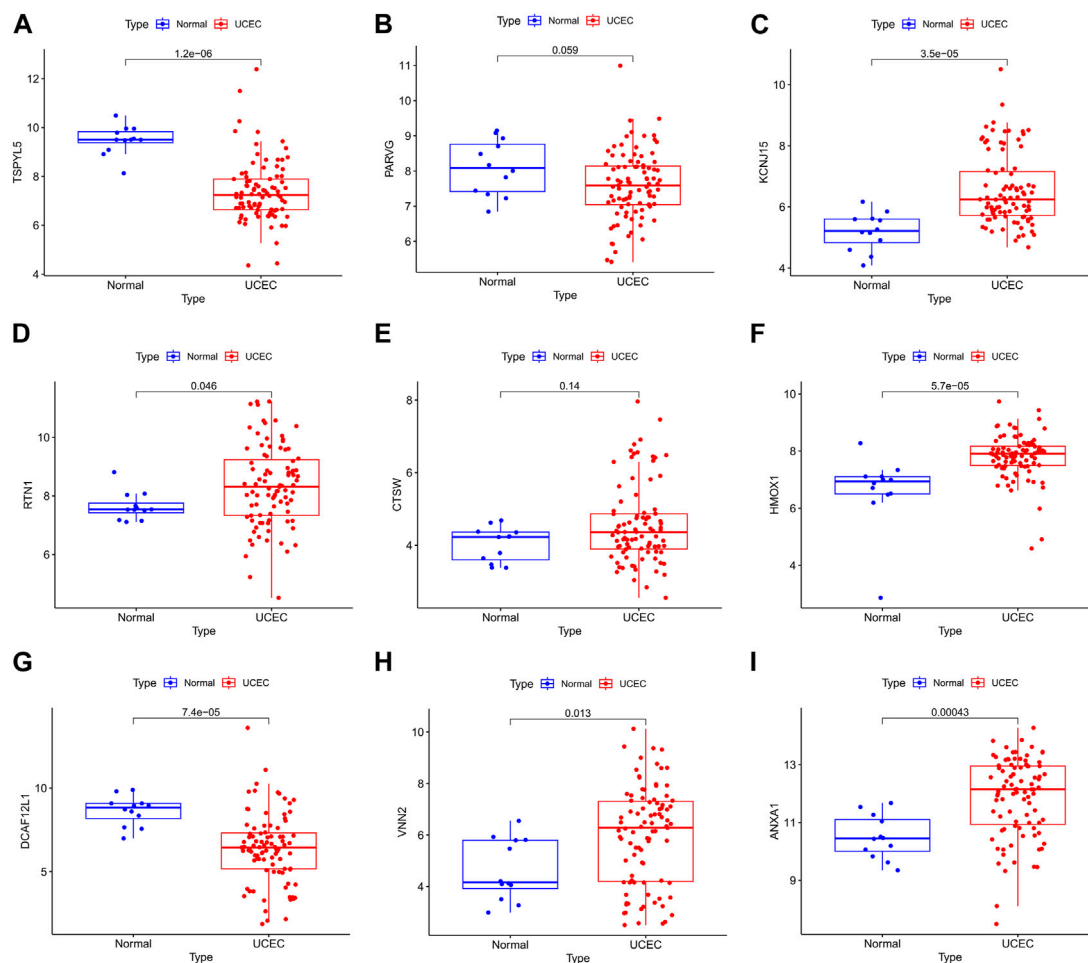 A
Type Normal UCEC
1.2e−06
12
10
8
6
4
TSPYL5
Normal UCEC
Type
B
Type Normal UCEC
0.059
11
10
9
8
7
6
PARVG
Normal UCEC
Type
C
Type Normal UCEC
3.5e−05
10
8
6
4
KCNJ15
Normal UCEC
Type
D
Type Normal UCEC
0.046
10
8
6
RTN1
Normal UCEC
Type
E
Type Normal UCEC
0.14
8
6
4
CTSW
Normal UCEC
Type
F
Type Normal UCEC
5.7e−05
10
8
6
4
HMOX1
Normal UCEC
Type
G
Type Normal UCEC
7.4e−05
10
5
DCAF12L1
Normal UCEC
Type
H
Type Normal UCEC
0.013
10
8
6
4
VNN2
Normal UCEC
Type
I
Type Normal UCEC
0.00043
13
11
9
ANXA1
Normal UCEC
Type